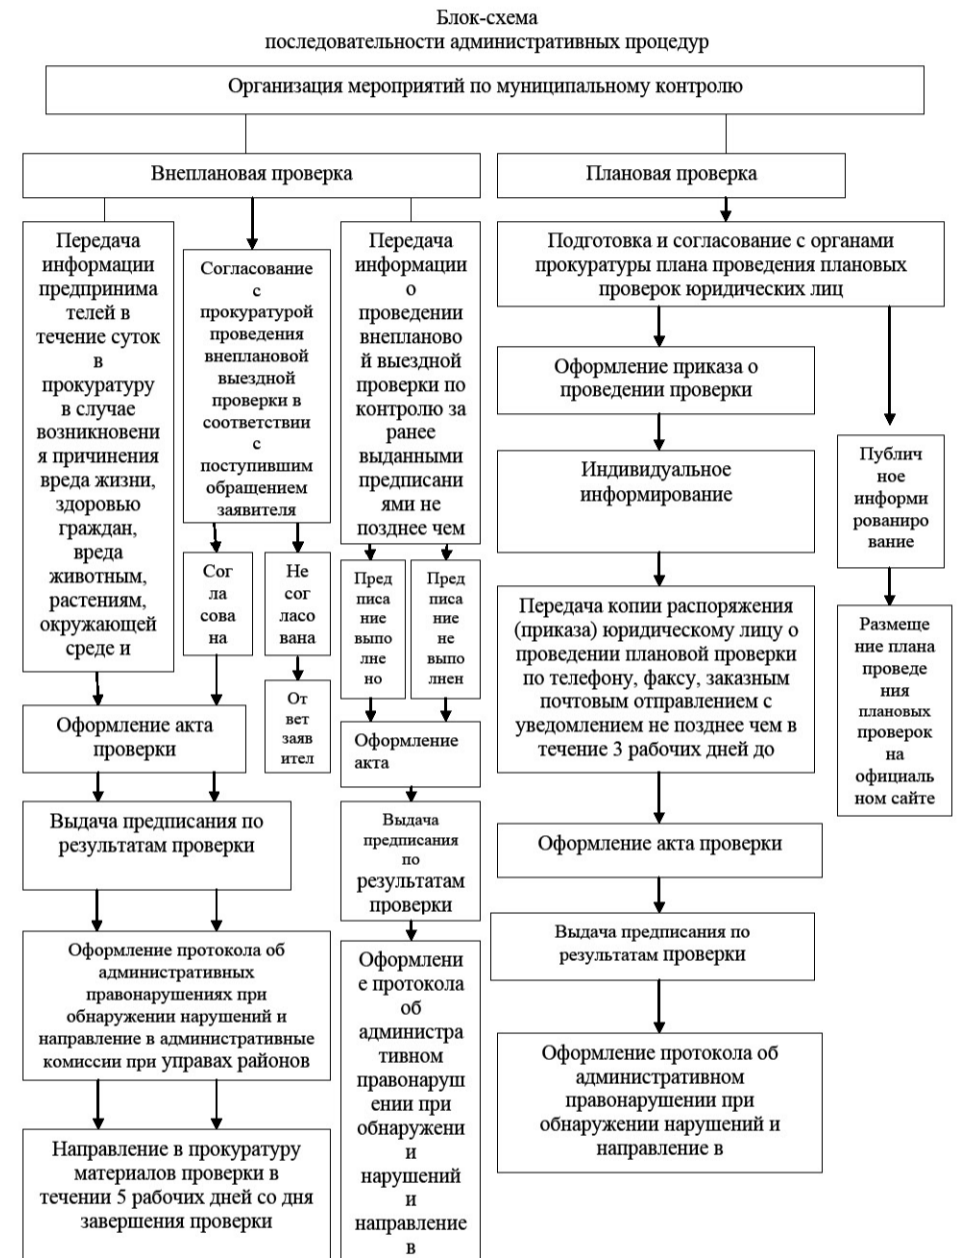 Блок-схема
последовательности административных процедур
Организация мероприятий по муниципальному контролю
Внеплановая проверка
Плановая проверка
Передача
информации
предпринима
телей в
течение суток
в
прокуратуру
в случае
возникновени
я причинения
вреда жизни,
здоровью
граждан,
вреда
животным,
растениям,
окружающей
среде и
Согласование
с
прокуратурой
проведения
внеплановой
выездной
проверки в
соответствии
с
поступившим
обращением
заявителя
Передача
информации
о
проведении
внепланово
й выездной
проверки по
контролю за
ранее
выданными
предписани
ями не
позднее чем
Подготовка и согласование с органами
прокуратуры плана проведения плановых
проверок юридических лиц
Оформление приказа о
проведении проверки
Индивидуальное
информирование
Публич
ное
информи
рованиро
вание
Сог
ла
сова
на
Не
сог
ласо
вана
Пред
писа
ние
выпо
лне
но
Пред
писа
ние
не
выпо
лнен
Передача копии распоряжения
(приказа) юридическому лицу о
проведении плановой проверки
по телефону, факсу, заказным
почтовым отправлением с
уведомлением не позднее чем в
течение 3 рабочих дней до
Размеще
ние плана
проведе
ния
плановых
проверок
на
официаль
ном сайте
Оформление акта
проверки
От
вет
заяв
ител
Оформление
акта
Выдача предписания по
результатам проверки
Выдача
предписания
по
результатам
проверки
Оформление акта проверки
Выдача предписания по
результатам проверки
Оформление протокола об
административных
правонарушениях при
обнаружении нарушений и
направление в административные
комиссии при управах районов
Оформлени
е протокола
об
администра
тивном
правонаруш
ении при
обнаружени
и
нарушений
и
направление
в
Оформление протокола об
административном
правонарушении при
обнаружении нарушений и
направление в
Направление в прокуратуру
материалов проверки в
течении 5 рабочих дней со дня
завершения проверки